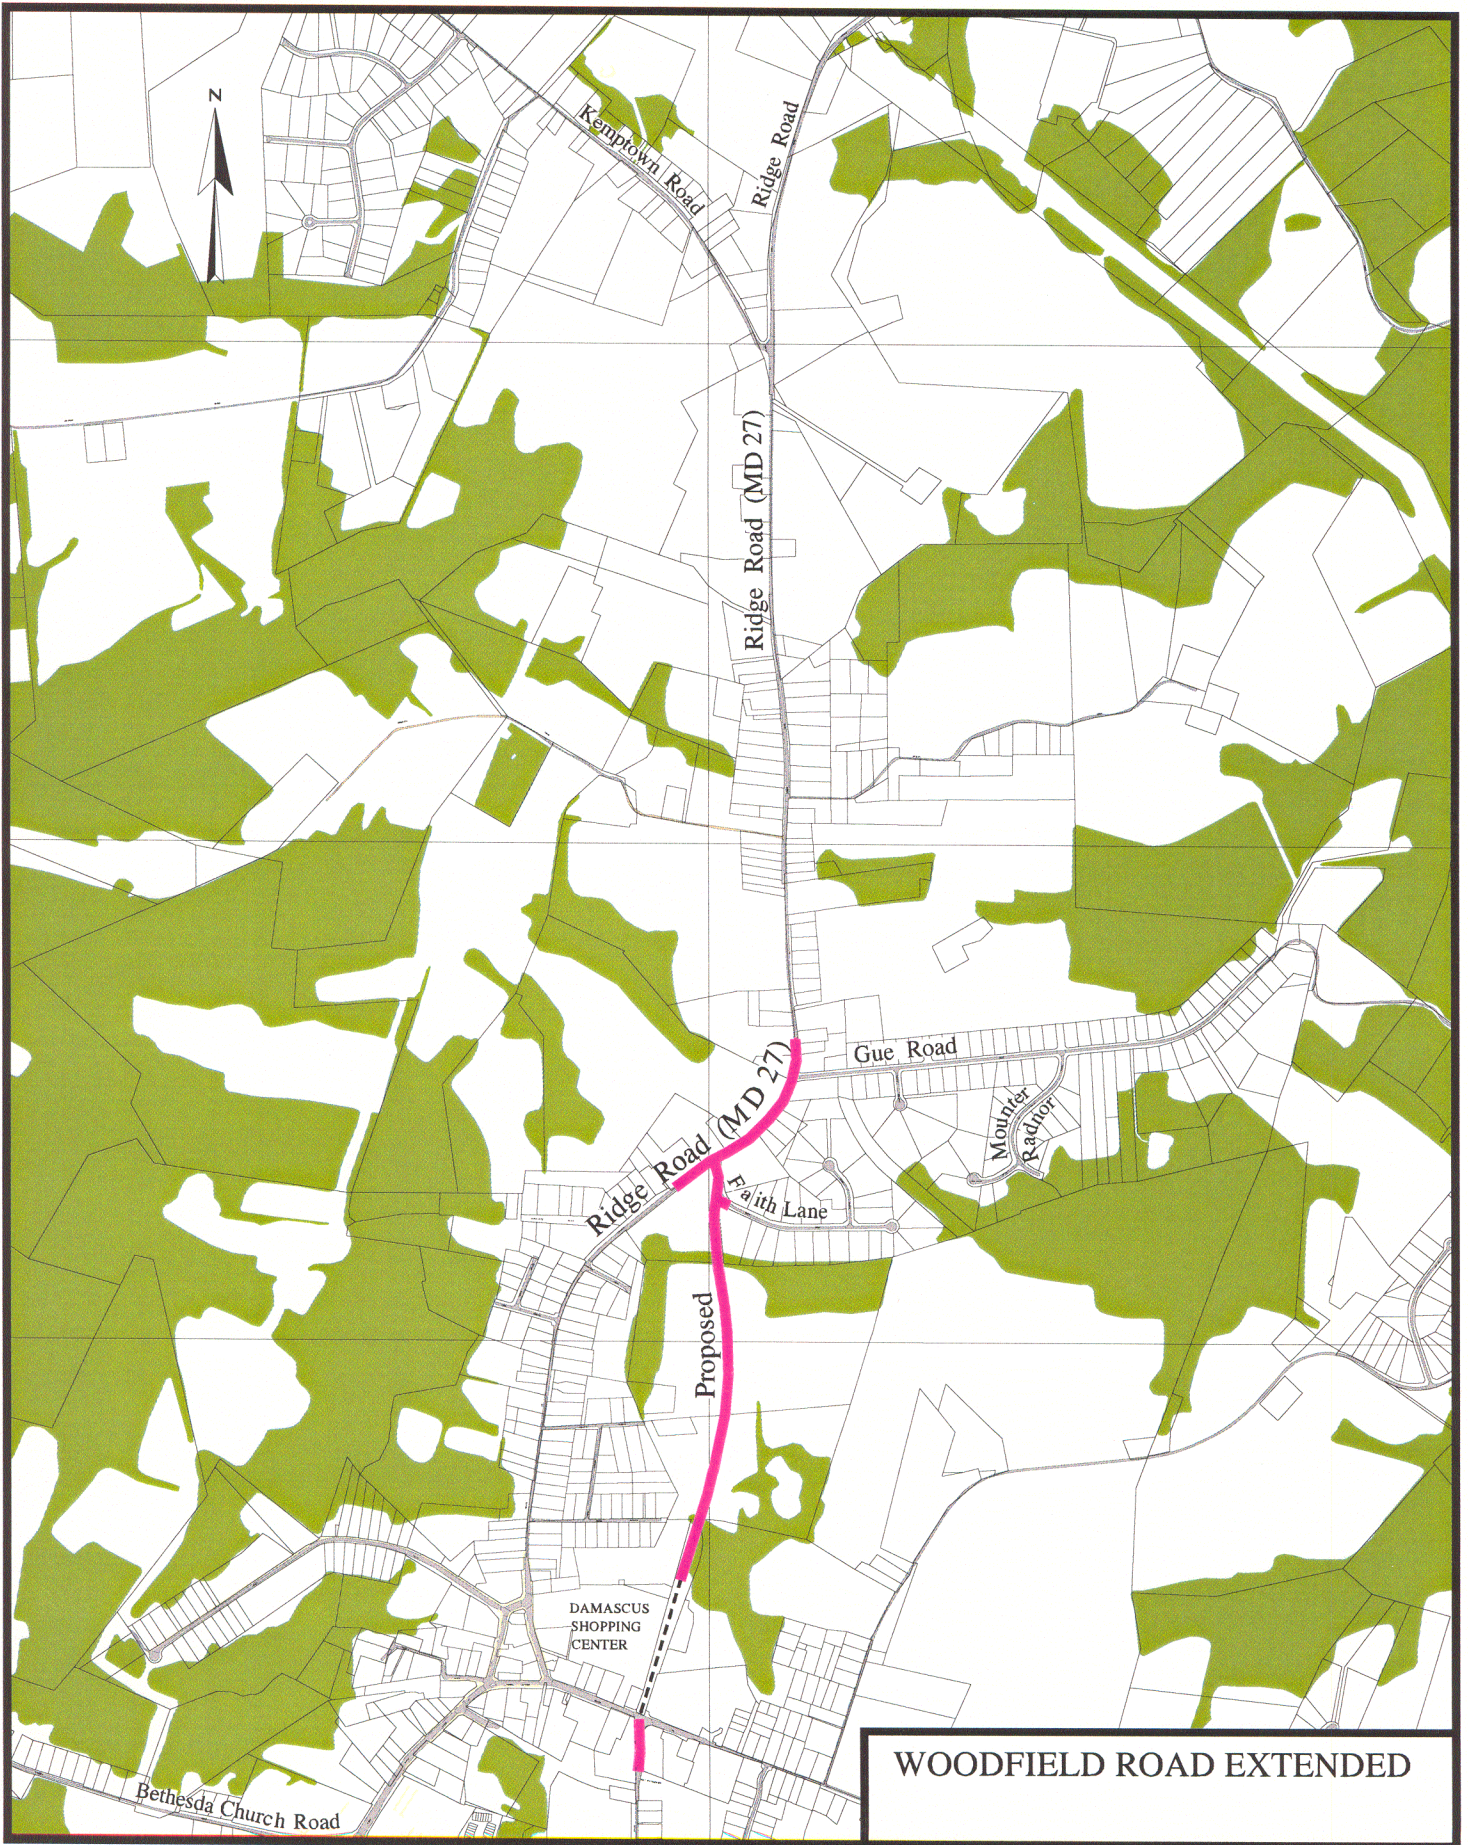 N
Kemptown Road
Ridge Road
Ridge Road (MD 27)
Gue Road
Ridge Road (MD 27)
Mounter
Radnor
Faith Lane
Proposed
DAMASCUS
SHOPPING
CENTER
WOODFIELD ROAD EXTENDED
Bethesda Church Road